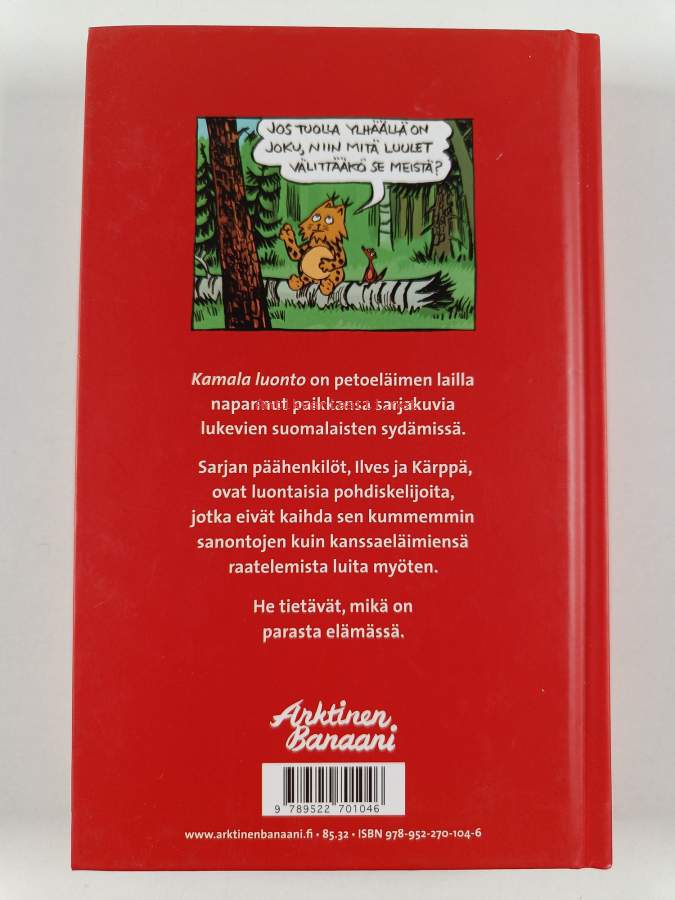 JOS TUOLLA YLHÄÄLLÄ ON
JOKU, NIIN MITÄ LUULET
VÄLITTÄÄKÖ SE MEISTÄ?
Kamala luonto on petoeläimen lailla
naparannut paikkansa sarjakuvia
lukevien suomalaisten sydämissä.
Sarjan päähenkilöt, Ilves ja Kärppä,
ovat luontaisia pohdiskelijoita,
jotka eivät kaihda sen kummemmin
sanontojen kuin kanssaeläimiensä
raatelemista luita myöten.
He tietävät, mikä on
parasta elämässä.
Arktinen
Banaani
9 789522 701046
www.arktinenbanaani.fi • 85.32 • ISBN 978-952-270-104-6